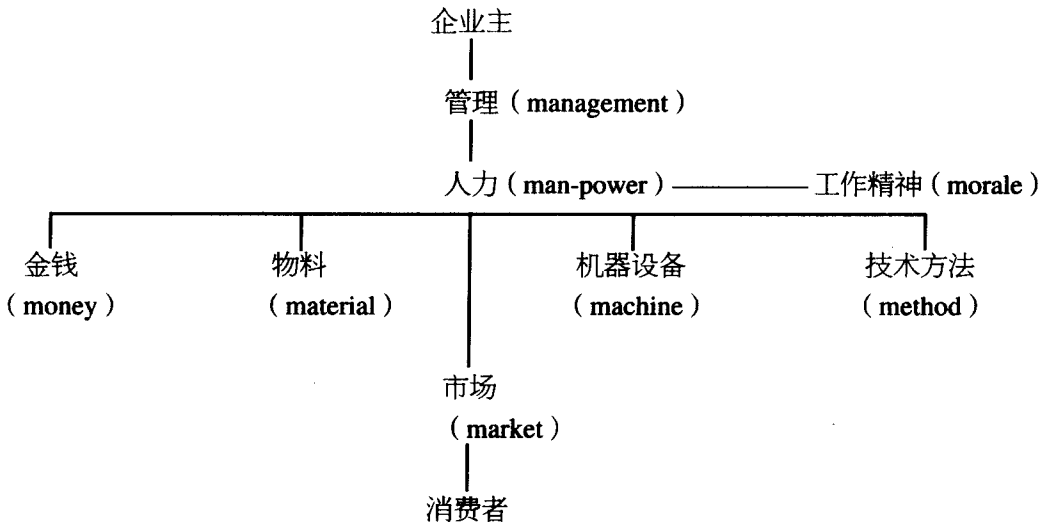 企业主
管理（management）
人力（man-power） 工作精神（morale）
金钱 物料 机器设备 技术方法
（money） （material） （machine） （method）
市场
（market）
消费者